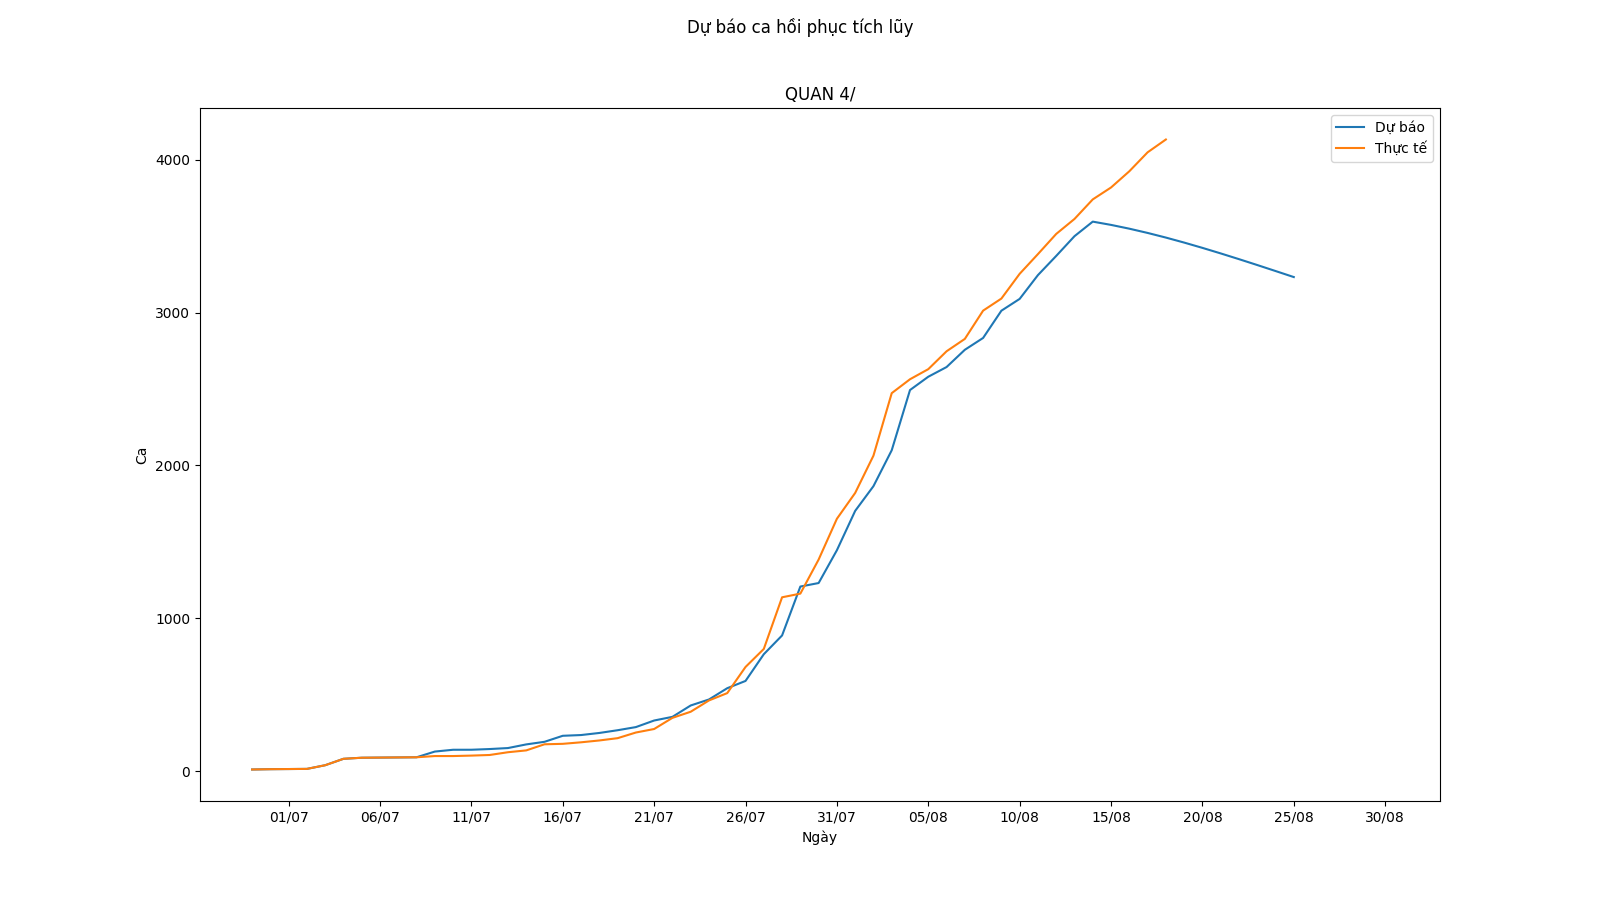 Dự báo ca hồi phục tích lũy
QUAN 4/
Dự báo
Thực tế
4000
3000
2000
1000
0
Ca
01/07 06/07 11/07 16/07 21/07 26/07 31/07 05/08 10/08 15/08 20/08 25/08 30/08
Ngày